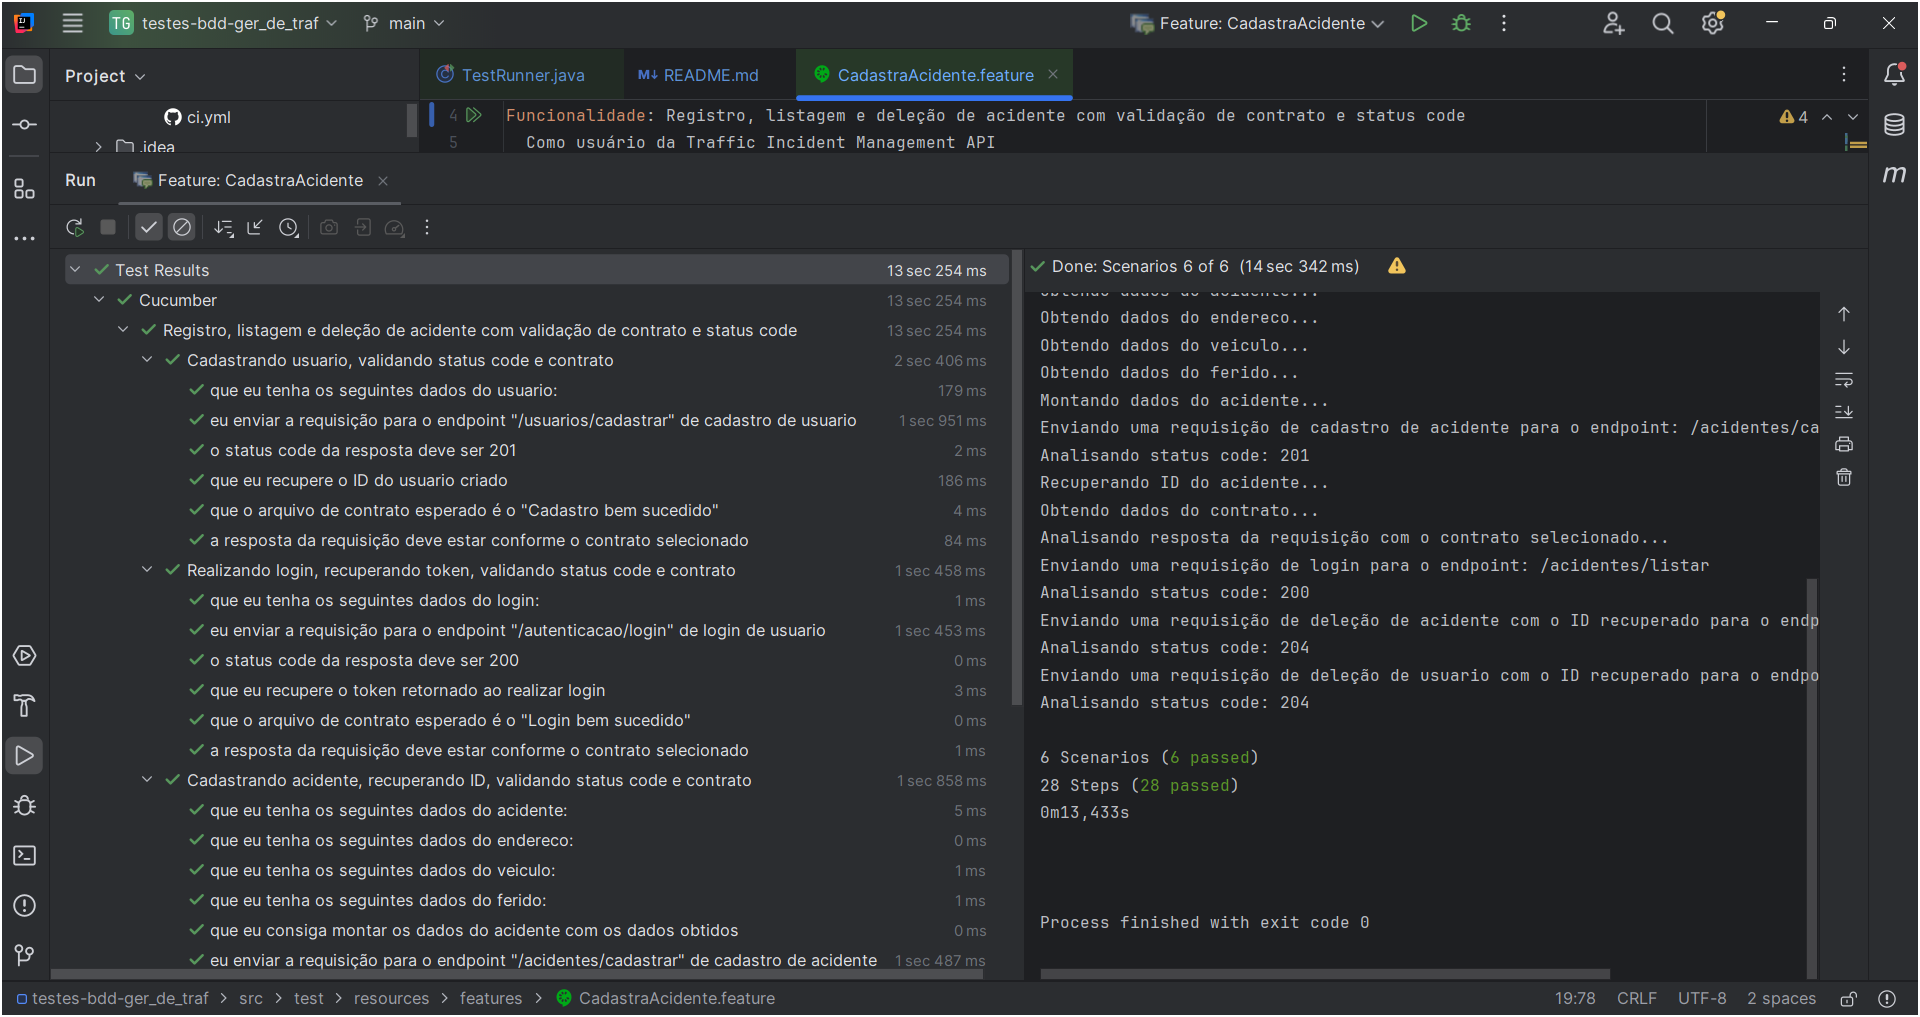 TG testes-bdd-ger_de_traf main Feature: CadastraAcidente
Project
ci.yml
.idea
TestRunner.java
M↓ README.md
CadastraAcidente.feature
4 Funcionalidade: Registro, listagem e deleção de acidente com validação de contrato e status code
5 Como usuário da Traffic Incident Management API
4
m
Run Feature: CadastraAcidente
Test Results 13 sec 254 ms
Cucumber 13 sec 254 ms
Registro, listagem e deleção de acidente com validação de contrato e status code 13 sec 254 ms
Cadastrando usuario, validando status code e contrato 2 sec 406 ms
que eu tenha os seguintes dados do usuario: 179 ms
eu enviar a requisição para o endpoint "/usuarios/cadastrar" de cadastro de usuario 1 sec 951 ms
o status code da resposta deve ser 201 2 ms
que eu recupere o ID do usuario criado 186 ms
que o arquivo de contrato esperado é o "Cadastro bem sucedido" 4 ms
a resposta da requisição deve estar conforme o contrato selecionado 84 ms
Realizando login, recuperando token, validando status code e contrato 1 sec 458 ms
que eu tenha os seguintes dados do login: 1 ms
eu enviar a requisição para o endpoint "/autenticacao/login" de login de usuario 1 sec 453 ms
o status code da resposta deve ser 200 0 ms
que eu recupere o token retornado ao realizar login 3 ms
que o arquivo de contrato esperado é o "Login bem sucedido" 0 ms
a resposta da requisição deve estar conforme o contrato selecionado 1 ms
Cadastrando acidente, recuperando ID, validando status code e contrato 1 sec 858 ms
que eu tenha os seguintes dados do acidente: 5 ms
que eu tenha os seguintes dados do endereco: 0 ms
que eu tenha os seguintes dados do veiculo: 1 ms
que eu tenha os seguintes dados do ferido: 1 ms
que eu consiga montar os dados do acidente com os dados obtidos 0 ms
eu enviar a requisição para o endpoint "/acidentes/cadastrar" de cadastro de acidente 1 sec 487 ms
Done: Scenarios 6 of 6 (14 sec 342 ms)
Obtendo dados do acidente...
Obtendo dados do endereco...
Obtendo dados do veiculo...
Obtendo dados do ferido...
Montando dados do acidente...
Enviando uma requisição de cadastro de acidente para o endpoint: /acidentes/ca
Analisando status code: 201
Recuperando ID do acidente...
Obtendo dados do contrato...
Analisando resposta da requisição com o contrato selecionado...
Enviando uma requisição de login para o endpoint: /acidentes/listar
Analisando status code: 200
Enviando uma requisição de deleção de acidente com o ID recuperado para o endp
Analisando status code: 204
Enviando uma requisição de deleção de usuario com o ID recuperado para o endpo
Analisando status code: 204
6 Scenarios (6 passed)
28 Steps (28 passed)
0m13,433s
Process finished with exit code 0
testes-bdd-ger_de_traf > src > test > resources > features > CadastraAcidente.feature
19:78 CRLF UTF-8 2 spaces